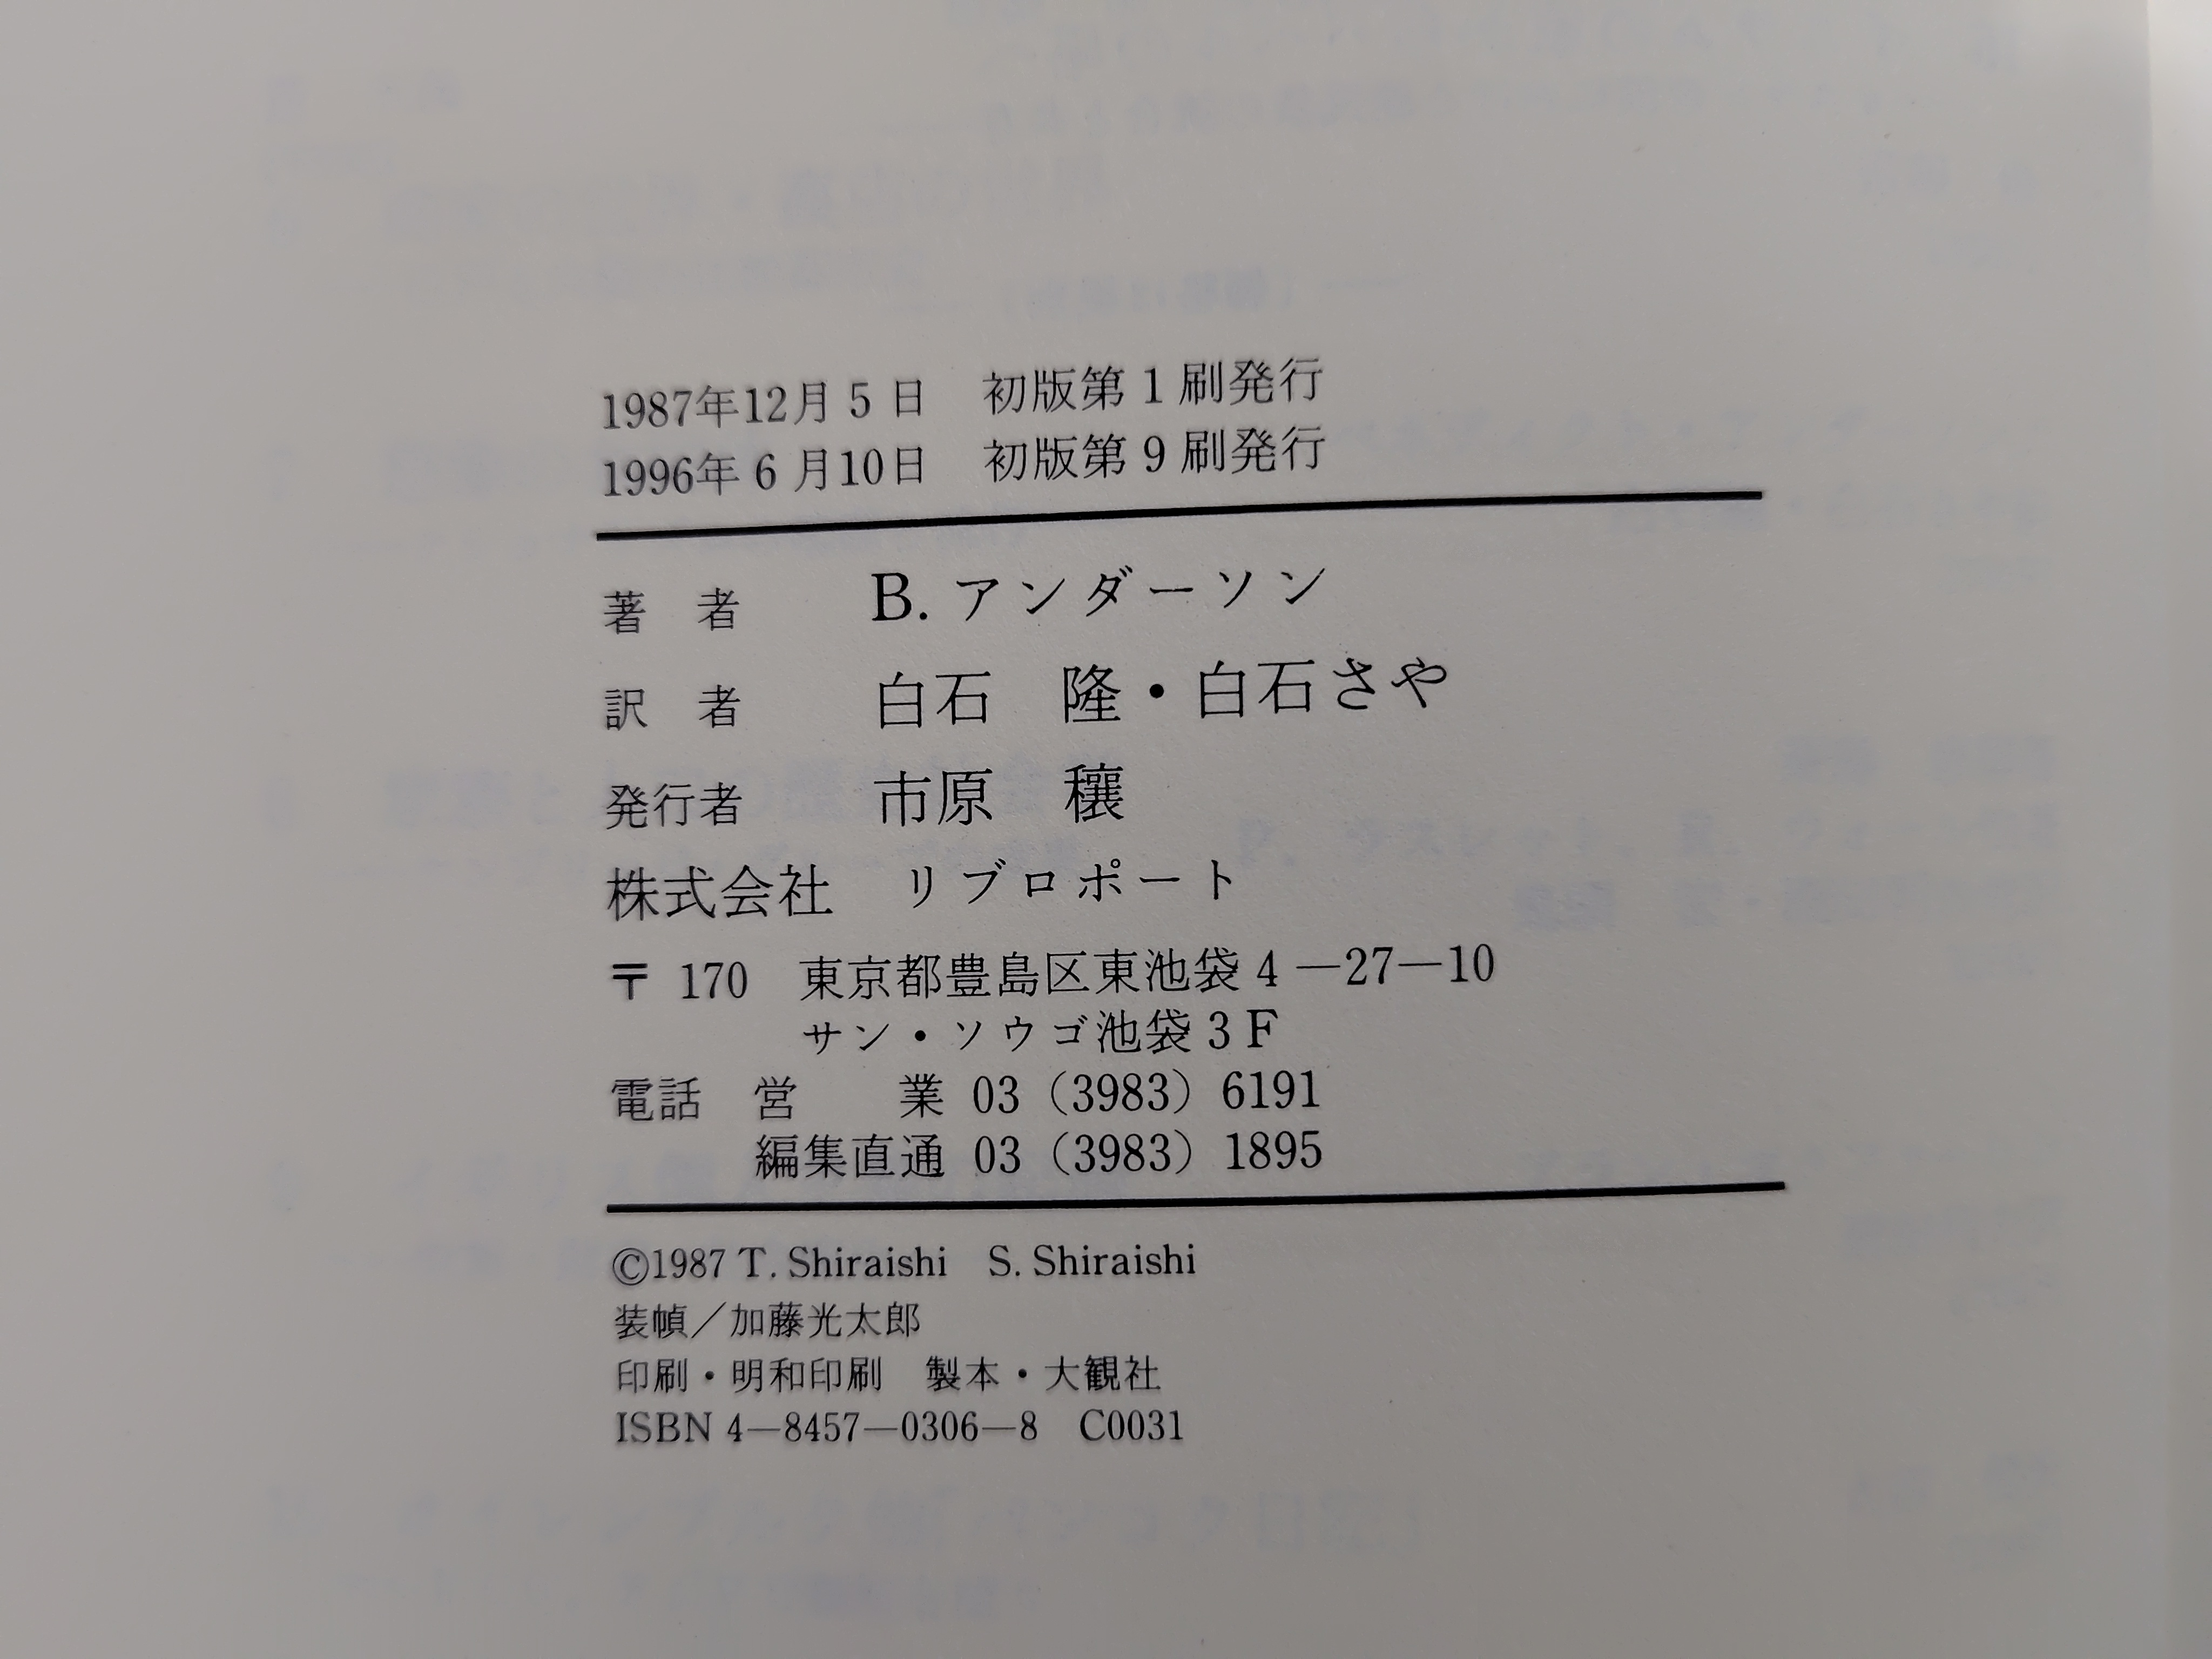 1987年12月 5 日　初版第 1 刷発行
1996年 6 月10日　初版第 9 刷発行
著　者　B. アンダーソン
訳　者　白石　隆・白石さや
発行者　市原　穰
株式会社　リブロポート
〒 170　東京都豊島区東池袋 4 —27—10
サン・ソウゴ池袋 3 F
電話　営　　業 03（3983）6191
編集直通 03（3983）1895
©1987 T. Shiraishi　S. Shiraishi
装幀／加藤光太郎
印刷・明和印刷　製本・大観社
ISBN 4—8457—0306—8　C0031